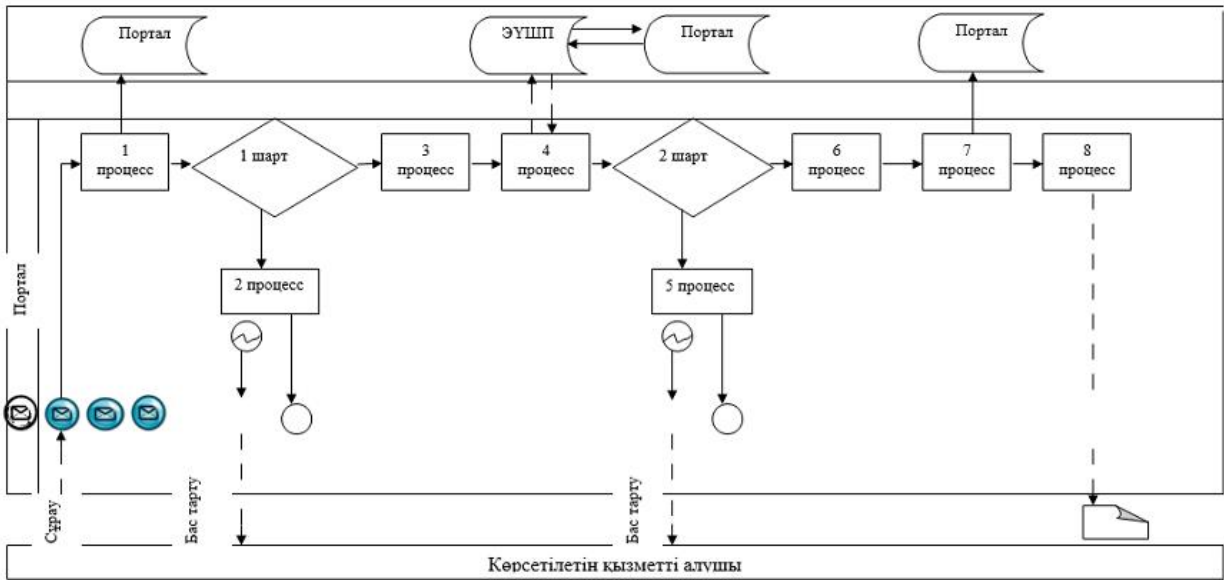 Портал
ЭҮШП
Портал
Портал
1
процесс
1 шарт
3
процесс
4
процесс
2 шарт
6
процесс
7
процесс
8
процесс
2 процесс
5 процесс
Портал
Сұрау
Бас тарту
Бас тарту
Көрсетілетін қызметті алушы